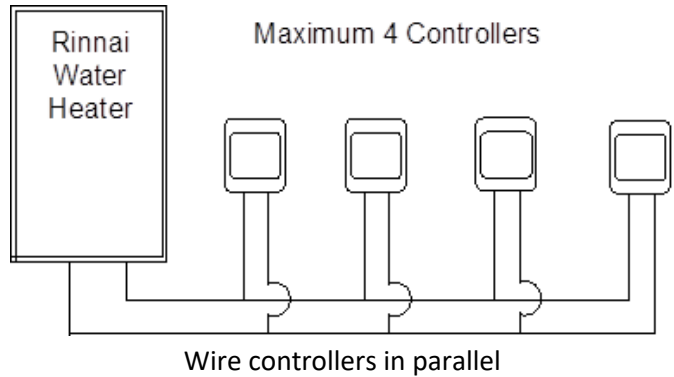 Rinnai
Water
Heater
Maximum 4 Controllers
Wire controllers in parallel